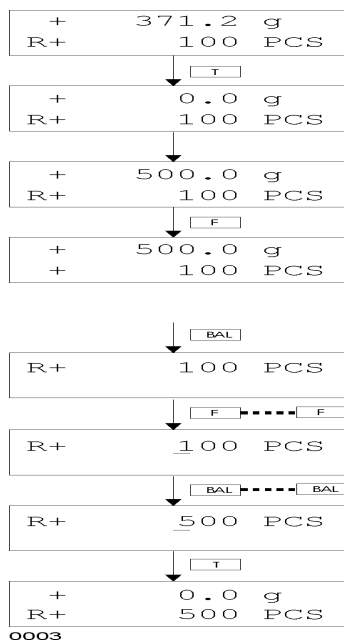 + 371.2 g
R+ 100 PCS
T
+ 0.0 g
R+ 100 PCS
+ 500.0 g
R+ 100 PCS
F
+ 500.0 g
+ 100 PCS
BAL
R+ 100 PCS
F F
R+ 100 PCS
BAL BAL
R+ 500 PCS
T
+ 0.0 g
R+ 500 PCS
0003